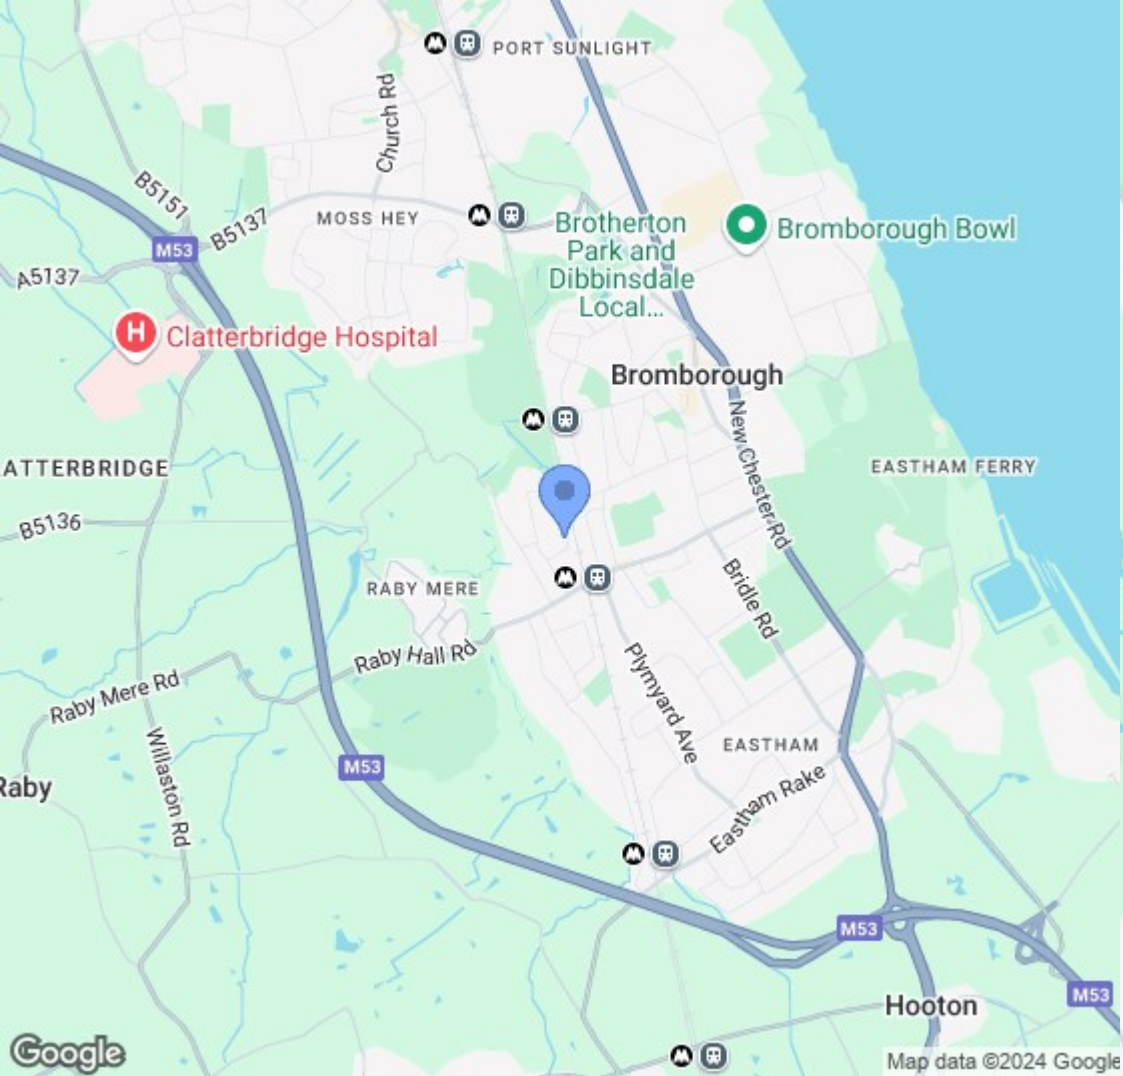 PORT SUNLIGHT
Church Rd
B5151
B5137
MOSS HEY
M53
A5137
Brotherton
Park and
Dibbinsdale
Local...
Bromborough Bowl
H
Clatterbridge Hospital
Bromborough
New Chester Rd
ATTERBRIDGE
EASTHAM FERRY
B5136
RABY MERE
Bridle Rd
Raby Hall Rd
Plymyard Ave
Raby Mere Rd
Willaston Rd
EASTHAM
M53
Raby
Eastham Rake
M53
M53
Hooton
Google
Map data ©2024 Google